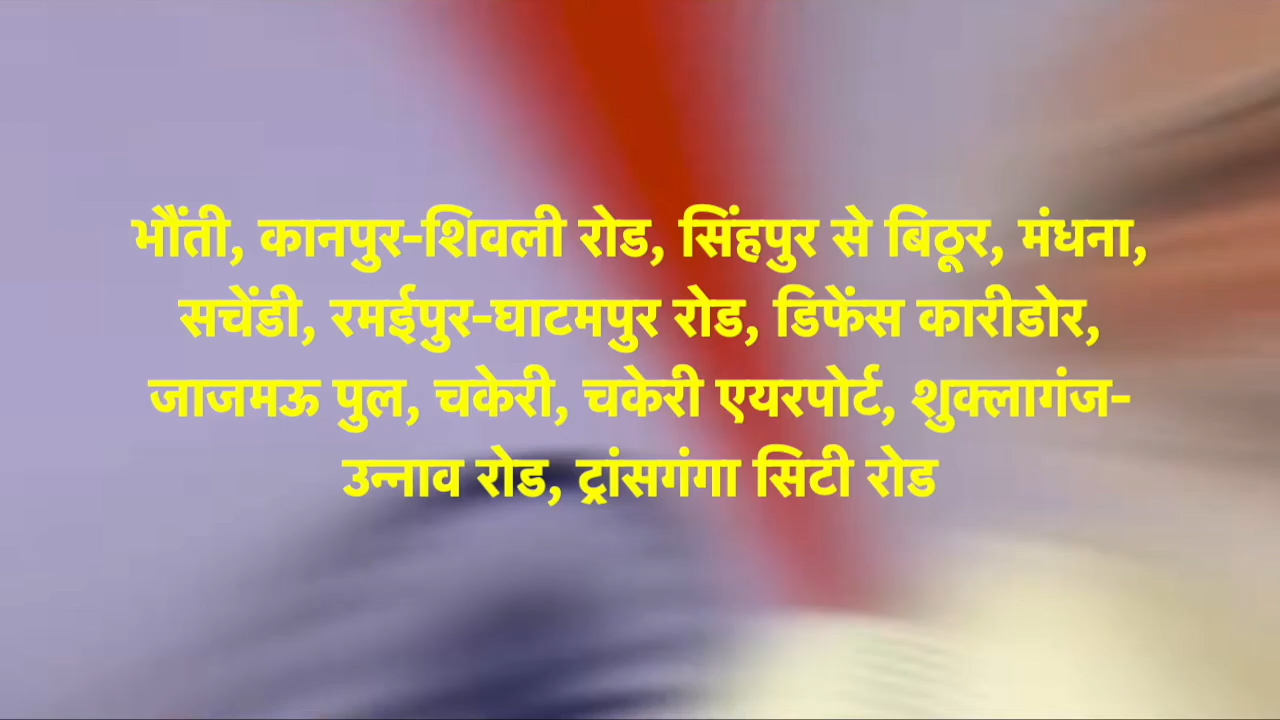 भौंती, कानपुर-शिवली रोड, सिंहपुर से बिठूर, मंधना,
सचेंडी, रमईपुर-घाटमपुर रोड, डिफेंस कारीडोर,
जाजमऊ पुल, चकेरी, चकेरी एयरपोर्ट, शुक्लागंज-
उन्नाव रोड, ट्रांसगंगा सिटी रोड